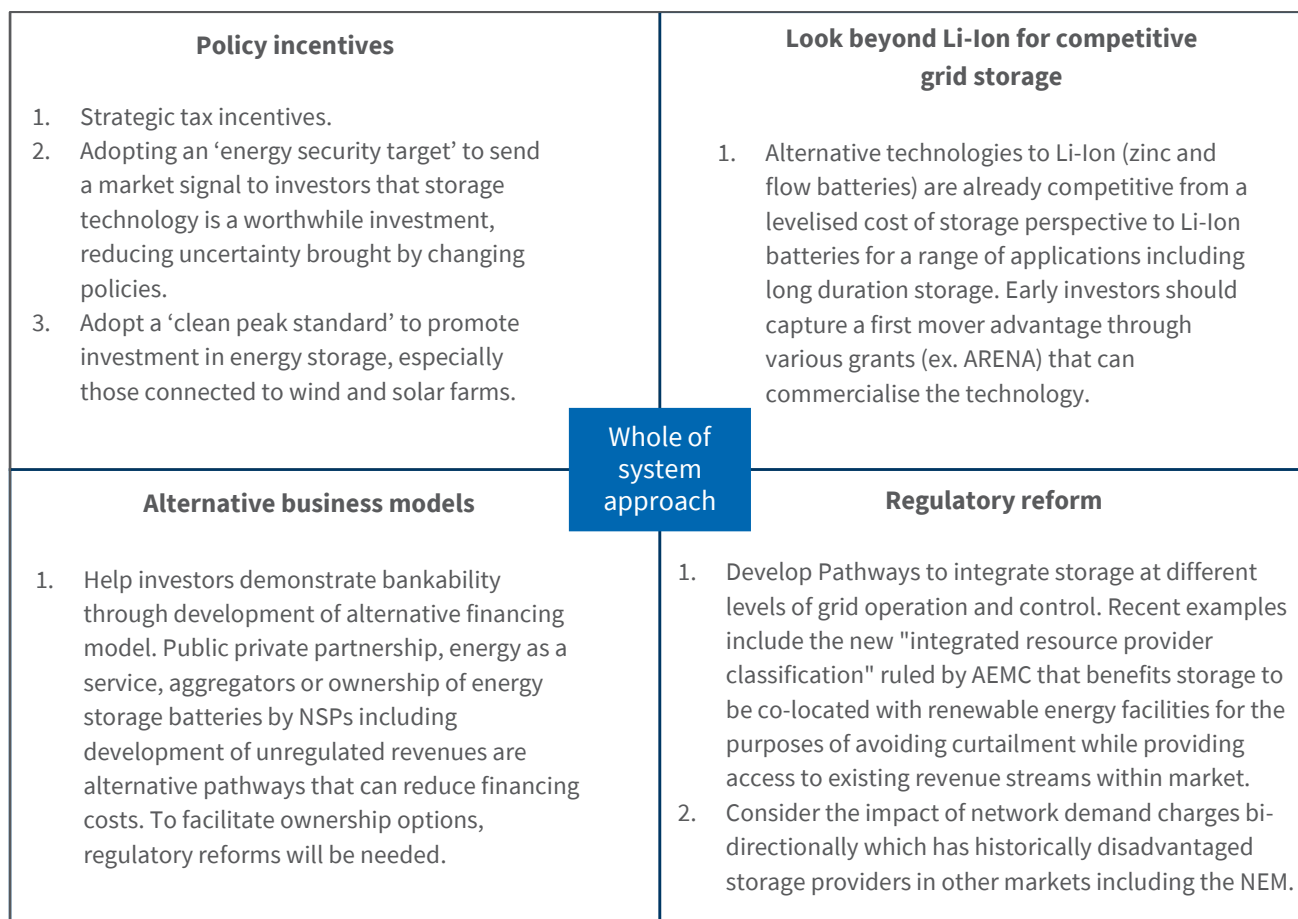 Policy incentives
1. Strategic tax incentives.
2. Adopting an ‘energy security target’ to send
a market signal to investors that storage
technology is a worthwhile investment,
reducing uncertainty brought by changing
policies.
3. Adopt a ‘clean peak standard’ to promote
investment in energy storage, especially
those connected to wind and solar farms.
Look beyond Li-Ion for competitive
grid storage
1. Alternative technologies to Li-Ion (zinc and
flow batteries) are already competitive from a
levelised cost of storage perspective to Li-Ion
batteries for a range of applications including
long duration storage. Early investors should
capture a first mover advantage through
various grants (ex. ARENA) that can
commercialise the technology.
Whole of
system
approach
Alternative business models
1. Help investors demonstrate bankability
through development of alternative financing
model. Public private partnership, energy as a
service, aggregators or ownership of energy
storage batteries by NSPs including
development of unregulated revenues are
alternative pathways that can reduce financing
costs. To facilitate ownership options,
regulatory reforms will be needed.
Regulatory reform
1. Develop Pathways to integrate storage at different
levels of grid operation and control. Recent examples
include the new "integrated resource provider
classification" ruled by AEMC that benefits storage to
be co-located with renewable energy facilities for the
purposes of avoiding curtailment while providing
access to existing revenue streams within market.
2. Consider the impact of network demand charges bi-
directionally which has historically disadvantaged
storage providers in other markets including the NEM.